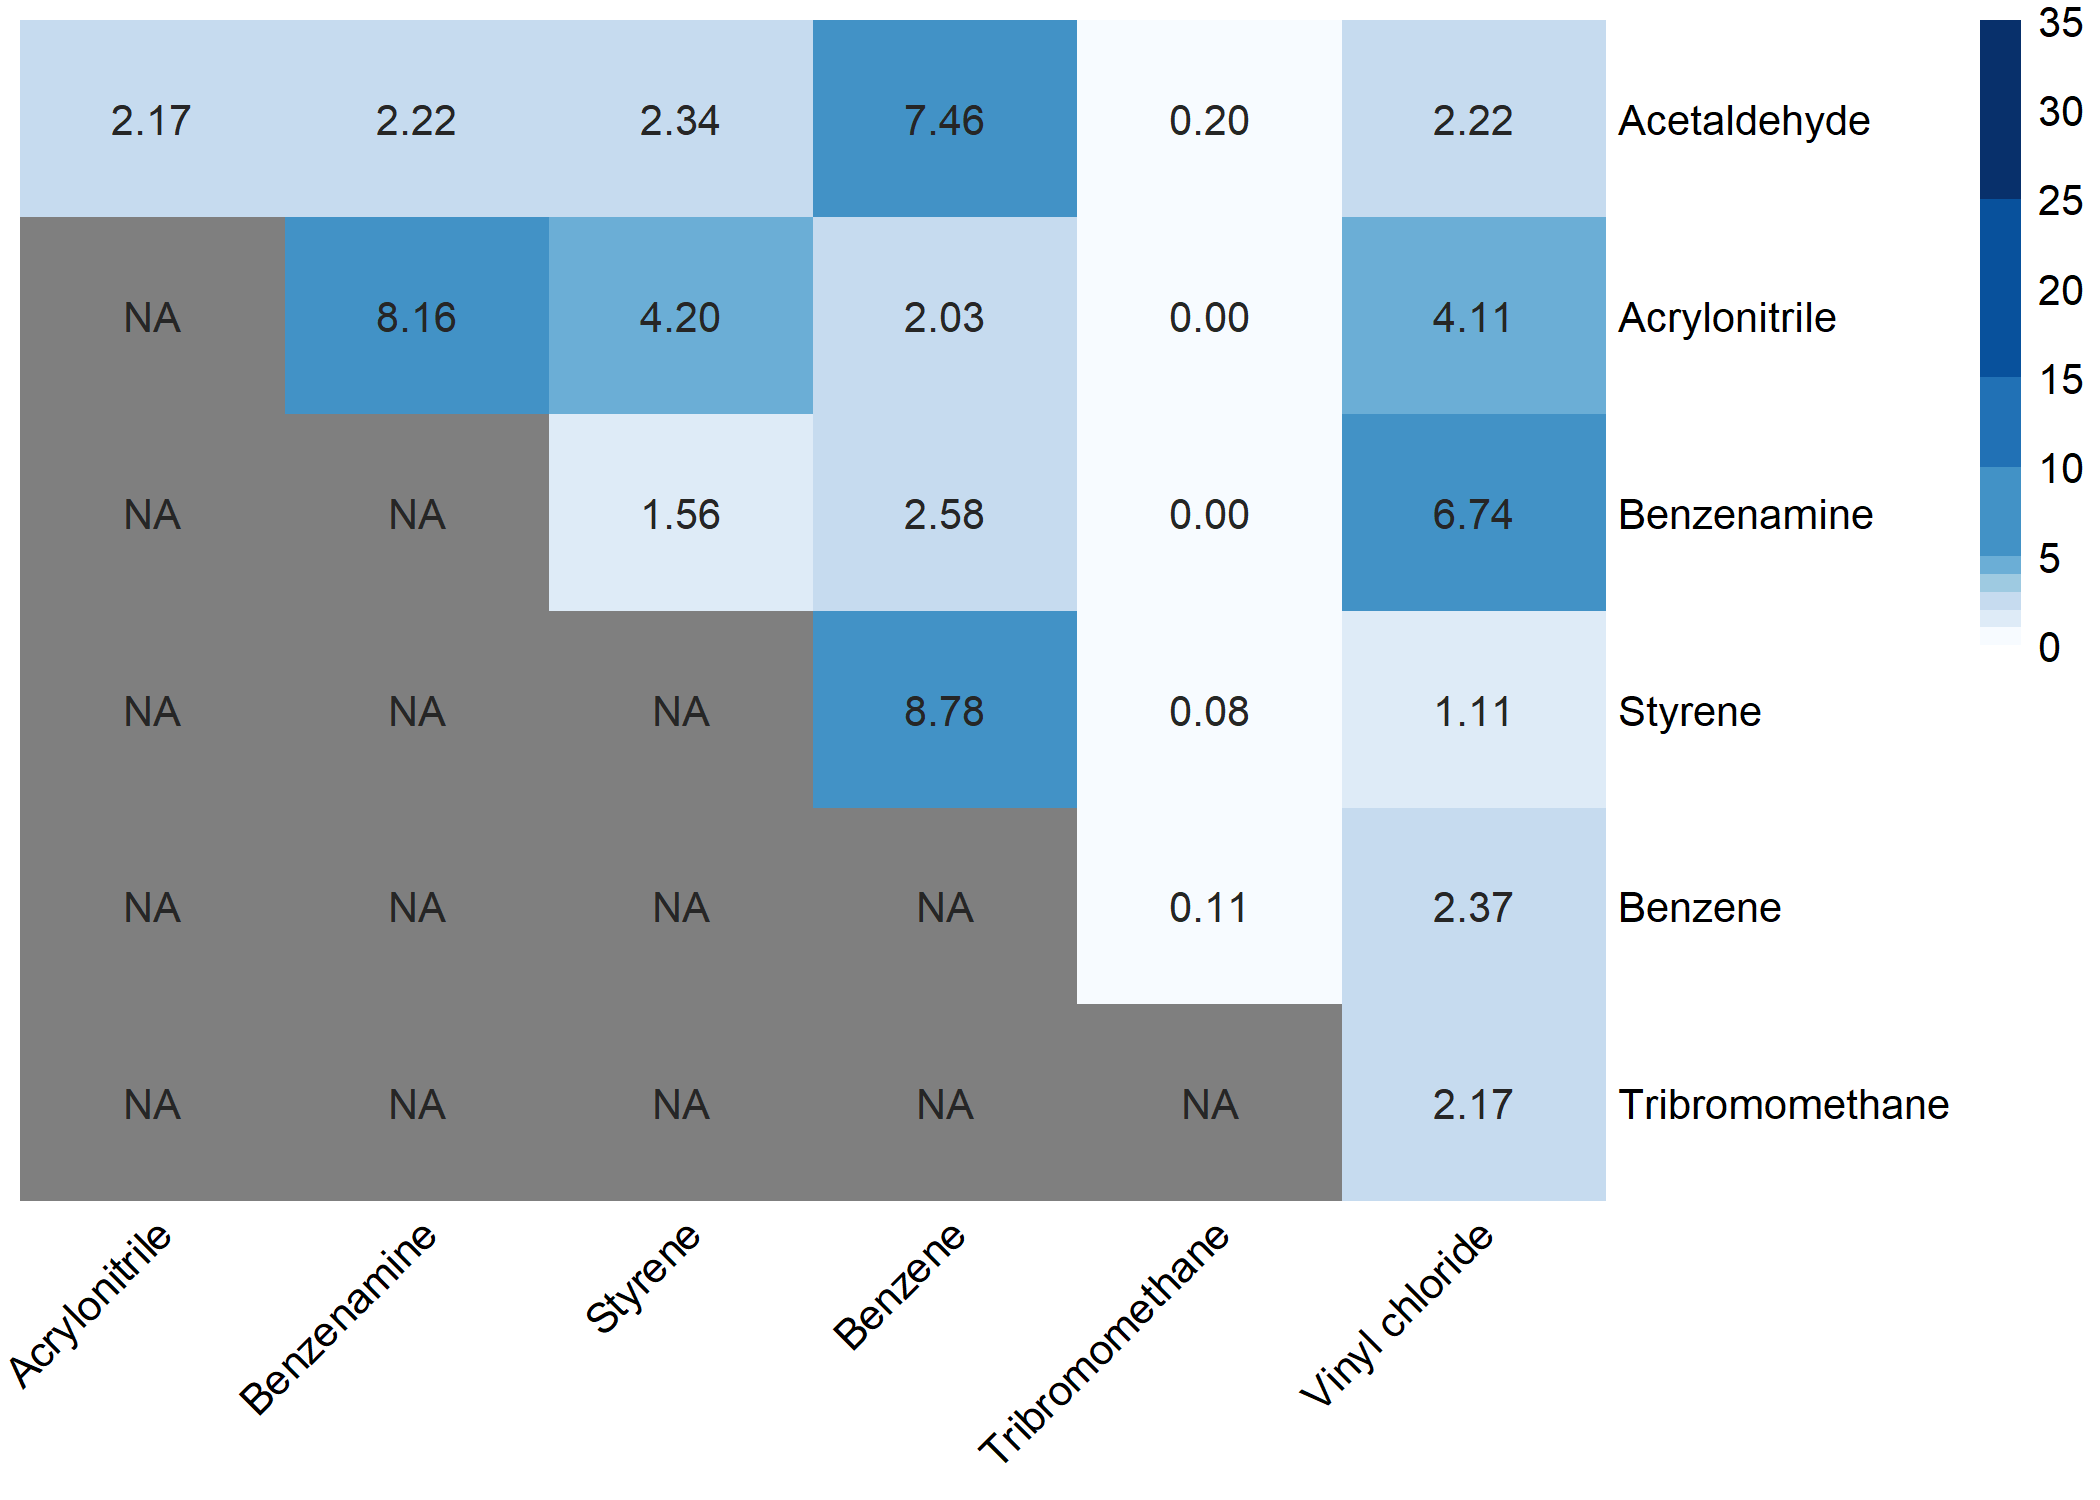 2.17 2.22 2.34 7.46 0.20 2.22 Acetaldehyde
NA 8.16 4.20 2.03 0.00 4.11 Acrylonitrile
NA NA 1.56 2.58 0.00 6.74 Benzenamine
NA NA NA 8.78 0.08 1.11 Styrene
NA NA NA NA 0.11 2.37 Benzene
NA NA NA NA NA 2.17 Tribromomethane
Acrylonitrile
Benzenamine
Styrene
Benzene
Tribromomethane
Vinyl chloride
35
30
25
20
15
10
5
0